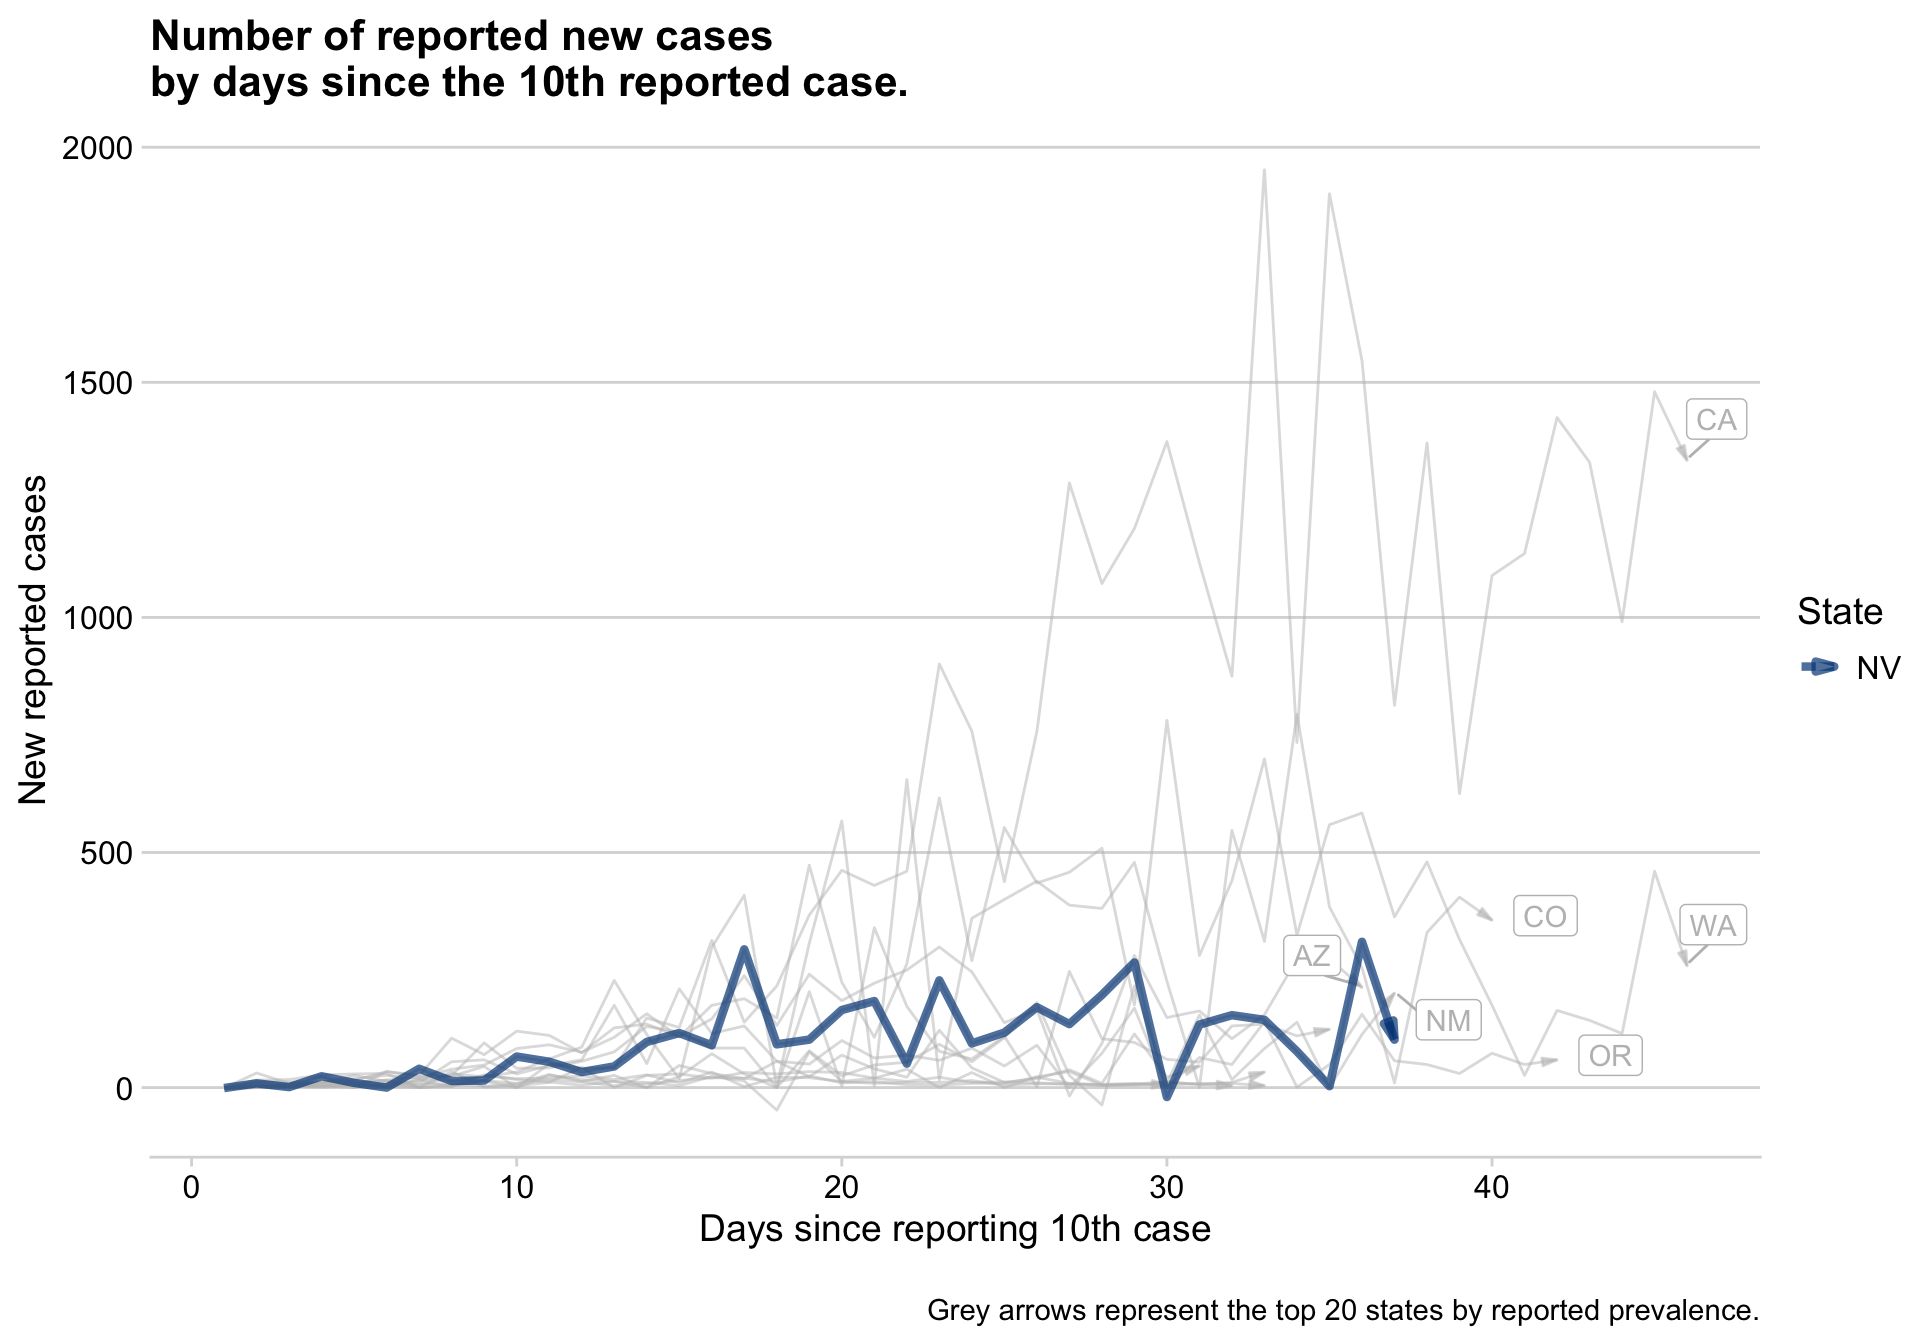 Number of reported new cases
by days since the 10th reported case.
New reported cases
2000
1500
1000
500
0
CA
CO
WA
AZ
NM
OR
State
NV
0 10 20 30 40
Days since reporting 10th case
Grey arrows represent the top 20 states by reported prevalence.